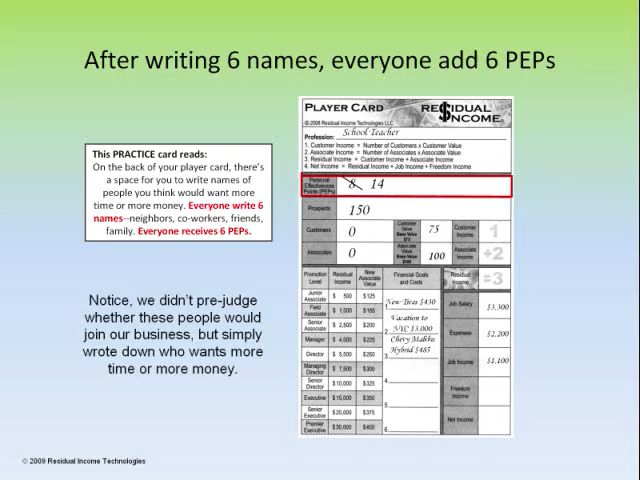 After writing 6 names, everyone add 6 PEPs
This PRACTICE card reads:
On the back of your player card, there's
a space for you to write names of
people you think would want more
time or more money. Everyone write 6
names--neighbors, co-workers, friends,
family. Everyone receives 6 PEPs.
Notice, we didn't pre-judge
whether these people would
join our business, but simply
wrote down who wants more
time or more money.
PLAYER CARD
RE$IDUAL
INCOME.
© 2008 Residual Income Technologies LLC
Profession: School Teacher
1. Customer Income = Number of Customers x Customer Value
2. Associate Income = Number of Associates x Associate Value
3. Residual Income = Customer Income + Associate Income
4. Net Income = Residual Income + Job Income + Freedom Income
Personal
Effectiveness
Points (PEPs)
8 14
Prospects 150
Customers 0
Customer
Value
Base Value
75
Customer
Income
1
Associates 0
Associate
Value
Base Value
100
Associate
Income
+2
Promotion
Level
Residual
Income
New
Associate
Value
Financial Goals
and Costs
Residual
Income
=3
Junior
Associate
$ 500 $125
Field
Associate
$ 1,000
Senior
Associate
$ 2,500 $200
Manager $ 4,000 $225
Director $ 5,500
Managing
Director
$ 7,500 $300
Senior
Director
$10,000 $325
Executive $15,000 $350
Senior
Executive
$20,000 $375
Premier
Executive
$30,000 $400
New Tires $430
Vacation to
2 NYC $3,000
Chevy Malibu
3 Hybrid $485
4.
5.
6.
Job Salary $3,300
Expenses $2,200
Job Income $1,100
Freedom
Income
Net Income
© 2009 Residual Income Technologies